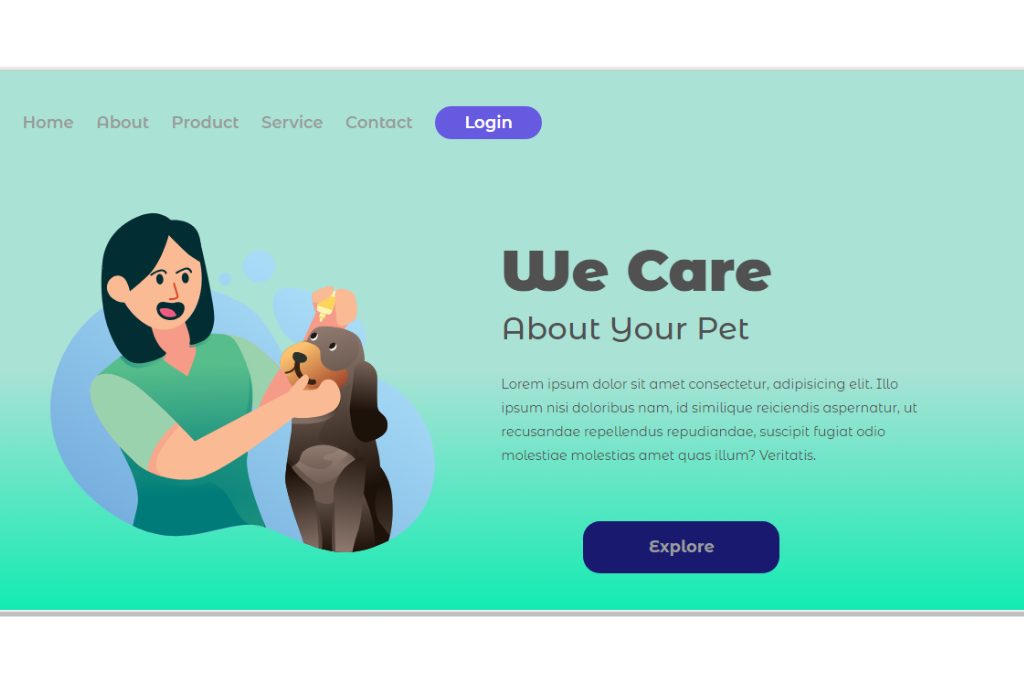 Home About Product Service Contact Login
We Care
About Your Pet
Lorem ipsum dolor sit amet consectetur, adipisicing elit. Illo
ipsum nisi doloribus nam, id similique reiciendis aspernatur, ut
recusandae repellendus repudiandae, suscipit fugiat odio
molestiae molestias amet quas illum? Veritatis.
Explore